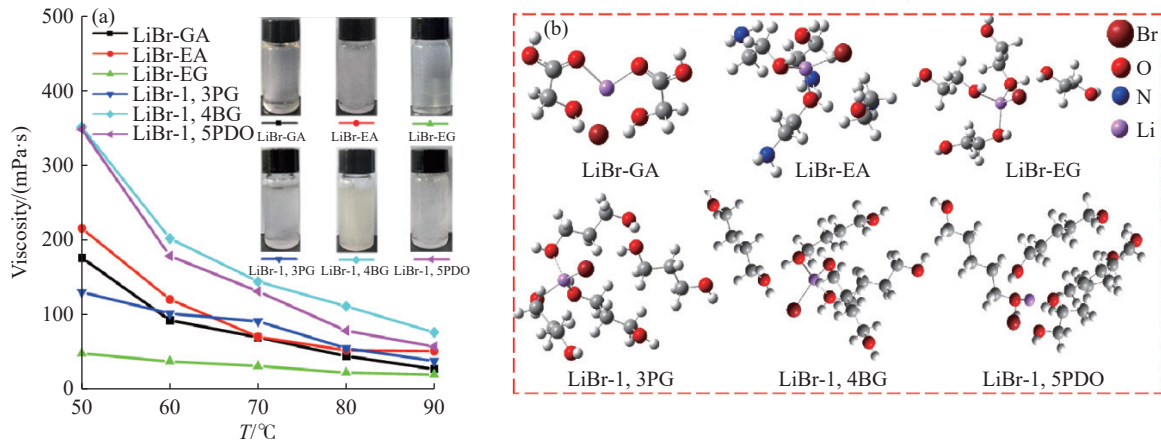 (a)
500
400
300
200
100
0
Viscosity/(mPa·s)
50
60
70
80
90
T/°C
LiBr-GA
LiBr-EA
LiBr-EG
LiBr-1, 3PG
LiBr-1, 4BG
LiBr-1, 5PDO
LiBr-GA LiBr-EA LiBr-EG
LiBr-1, 3PG LiBr-1, 4BG LiBr-1, 5PDO
(b)
Br
O
N
Li
LiBr-GA LiBr-EA LiBr-EG
LiBr-1, 3PG LiBr-1, 4BG LiBr-1, 5PDO